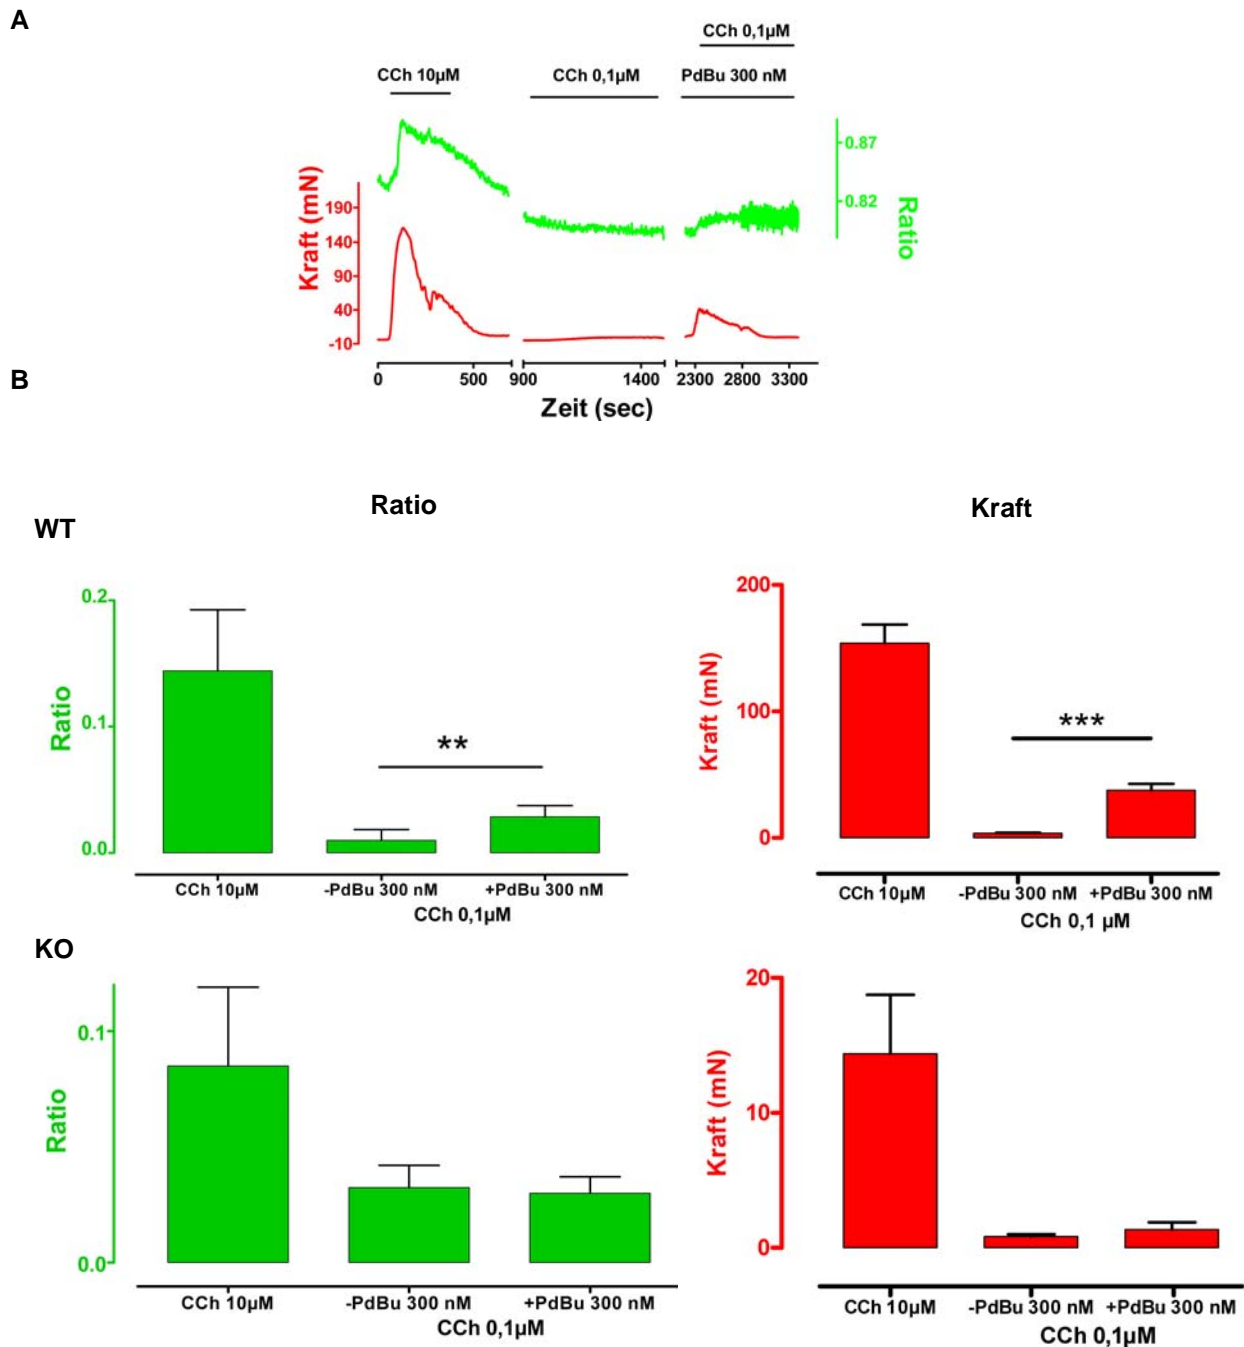 A
CCh 0,1µM
CCh 10µM CCh 0,1µM PdBu 300 nM
Kraft (mN)
190
140
90
40
-10
0.87
0.82
Ratio
0 500 900 1400 2300 2800 3300
Zeit (sec)
B
Ratio Kraft
WT
Ratio
0.2
0.1
0.0
**
CCh 10µM -PdBu 300 nM +PdBu 300 nM
CCh 0,1µM
Kraft (mN)
200
100
0
***
CCh 10µM -PdBu 300 nM +PdBu 300 nM
CCh 0,1 µM
KO
Ratio
0.1
0.0
CCh 10µM -PdBu 300 nM +PdBu 300 nM
CCh 0,1µM
Kraft (mN)
20
10
0
CCh 10µM -PdBu 300 nM +PdBu 300 nM
CCh 0,1µM